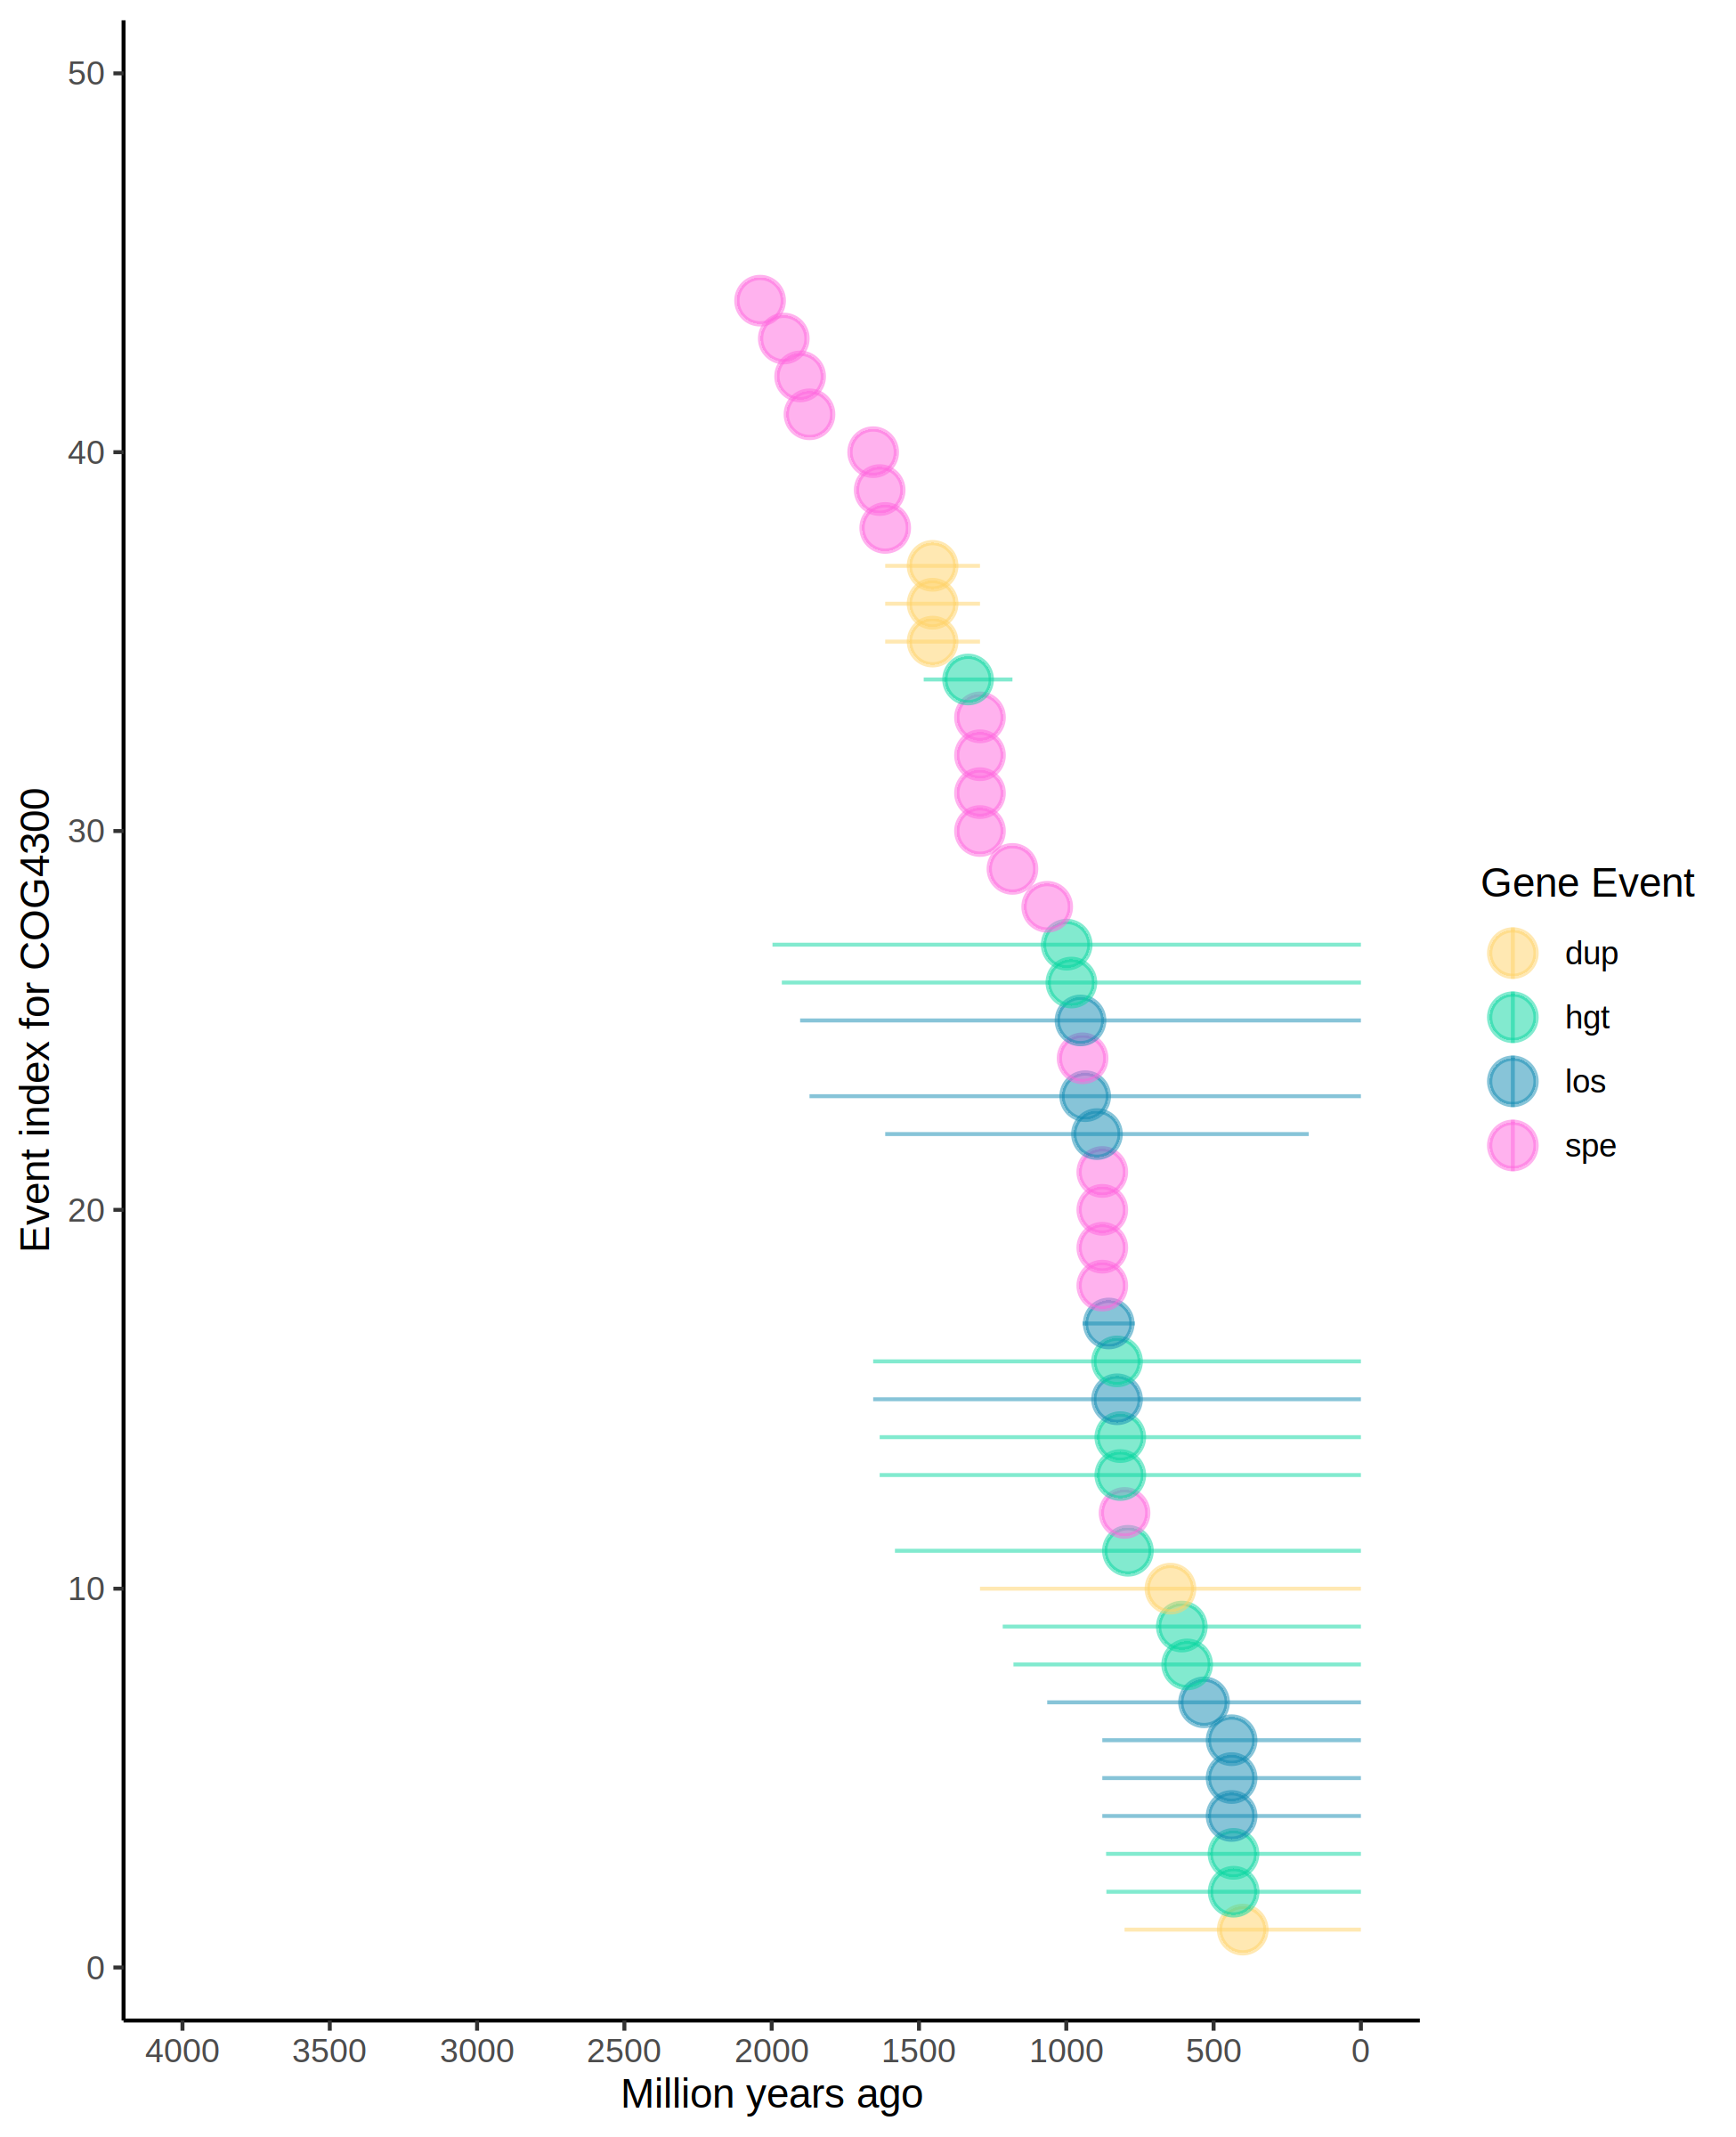 50
40
30
20
10
0
Event index for COG4300
4000 3500 3000 2500 2000 1500 1000 500 0
Million years ago
Gene Event
dup
hgt
los
spe